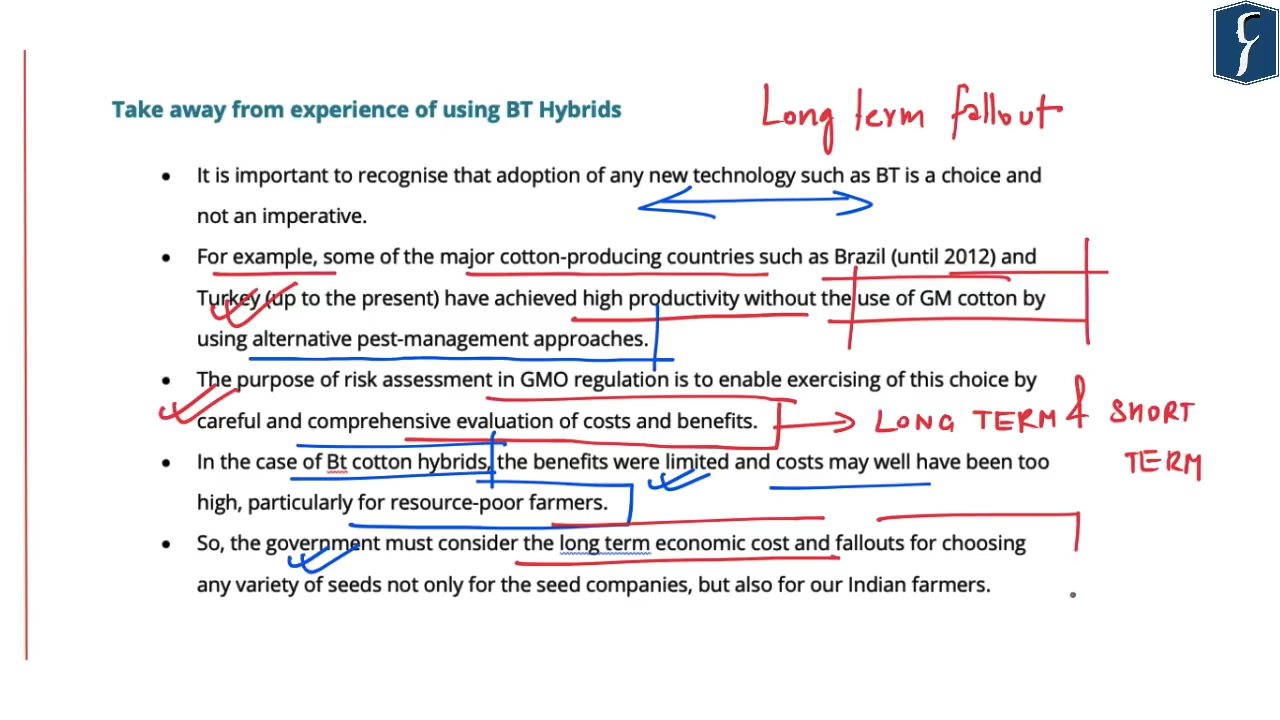 Take away from experience of using BT Hybrids
Long term fallout
• It is important to recognise that adoption of any new technology such as BT is a choice and
not an imperative.
• For example, some of the major cotton-producing countries such as Brazil (until 2012) and
Turkey (up to the present) have achieved high productivity without the use of GM cotton by
using alternative pest-management approaches.
• The purpose of risk assessment in GMO regulation is to enable exercising of this choice by
careful and comprehensive evaluation of costs and benefits.
LONG TERM & SHORT
TERM
• In the case of Bt cotton hybrids, the benefits were limited and costs may well have been too
high, particularly for resource-poor farmers.
• So, the government must consider the long term economic cost and fallouts for choosing
any variety of seeds not only for the seed companies, but also for our Indian farmers.